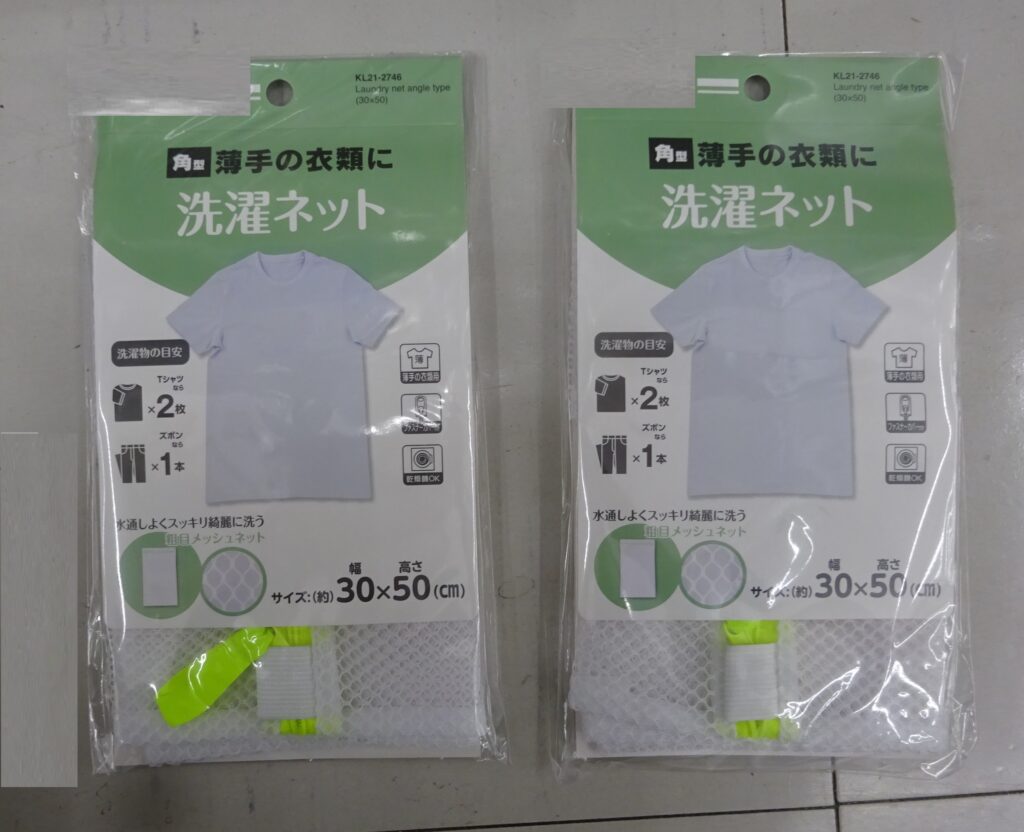 KL21-2746
Laundry net angle type
(30×50)
角型 薄手の衣類に
洗濯ネット
洗濯物の目安
Tシャツ
なら
×2枚
ズボン
なら
×1本
薄
薄手の衣類用
ファスナーカバー
乾燥機OK
水通しよくスッキリ綺麗に洗う
粗目メッシュネット
幅 高さ
サイズ:(約)30×50(cm)
KL21-2746
Laundry net angle type
(30×50)
角型 薄手の衣類に
洗濯ネット
洗濯物の目安
Tシャツ
なら
×2枚
ズボン
なら
×1本
薄
薄手の衣類用
ファスナーカバー
乾燥機OK
水通しよくスッキリ綺麗に洗う
粗目メッシュネット
幅 高さ
サイズ:(約)30×50(cm)